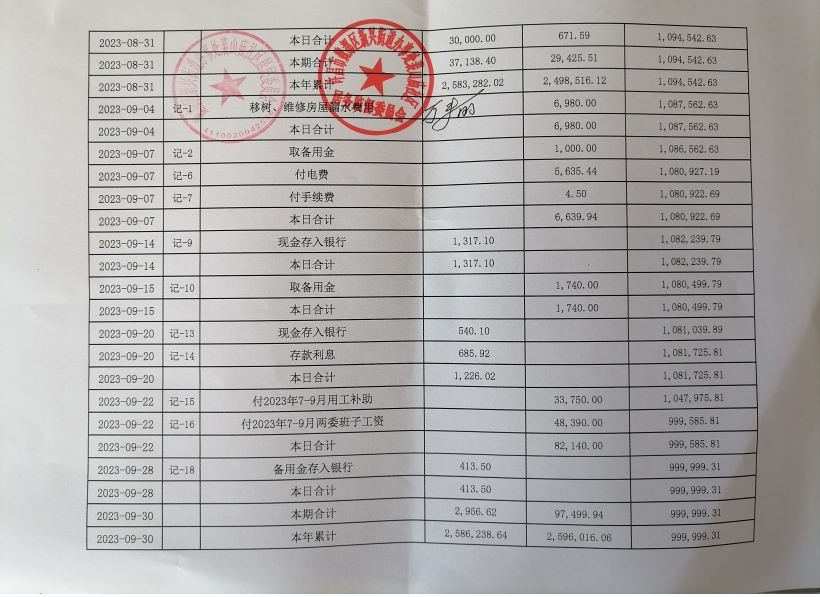 2023-08-31 本日合计 30,000.00 671.59 1,094,542.63
2023-08-31 本期合计 37,138.40 29,425.51 1,094,542.63
2023-08-31 本年累计 2,583,282.02 2,498,516.12 1,094,542.63
2023-09-04 记-1 移树、维修房屋漏水费用 6,980.00 1,087,562.63
2023-09-04 本日合计 6,980.00 1,087,562.63
2023-09-07 记-2 取备用金 1,000.00 1,086,562.63
2023-09-07 记-6 付电费 5,635.44 1,080,927.19
2023-09-07 记-7 付手续费 4.50 1,080,922.69
2023-09-07 本日合计 6,639.94 1,080,922.69
2023-09-14 记-9 现金存入银行 1,317.10 1,082,239.79
2023-09-14 本日合计 1,317.10 1,082,239.79
2023-09-15 记-10 取备用金 1,740.00 1,080,499.79
2023-09-15 本日合计 1,740.00 1,080,499.79
2023-09-20 记-13 现金存入银行 540.10 1,081,039.89
2023-09-20 记-14 存款利息 685.92 1,081,725.81
2023-09-20 本日合计 1,226.02 1,081,725.81
2023-09-22 记-15 付2023年7-9月用工补助 33,750.00 1,047,975.81
2023-09-22 记-16 付2023年7-9月两委班子工资 48,390.00 999,585.81
2023-09-22 本日合计 82,140.00 999,585.81
2023-09-28 记-18 备用金存入银行 413.50 999,999.31
2023-09-28 本日合计 413.50 999,999.31
2023-09-30 本期合计 2,956.62 97,499.94 999,999.31
2023-09-30 本年累计 2,586,238.64 2,596,016.06 999,999.31
居务监督委员会